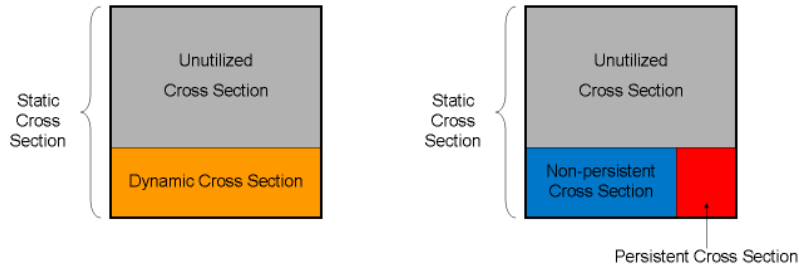 Unutilized
Cross Section
Static
Cross
Section
Dynamic Cross Section
Unutilized
Cross Section
Static
Cross
Section
Non-persistent
Cross Section
Persistent Cross Section